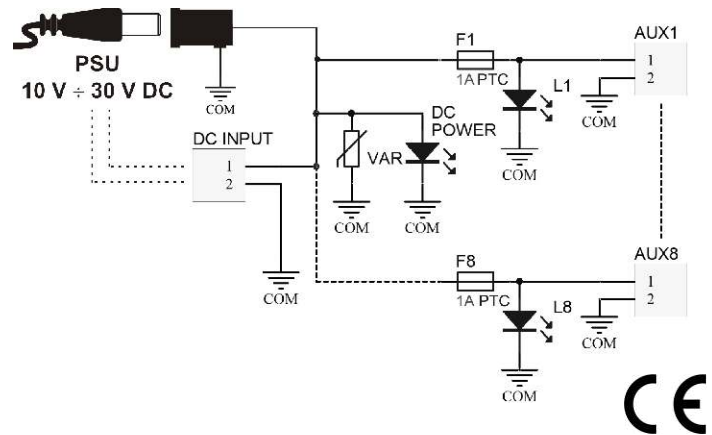 PSU
10 V ÷ 30 V DC
COM
DC INPUT
1
2
COM
VAR
COM
DC
POWER
COM
F1
1A PTC
L1
COM
AUX1
1
2
COM
F8
1A PTC
L8
COM
AUX8
1
2
COM
CE